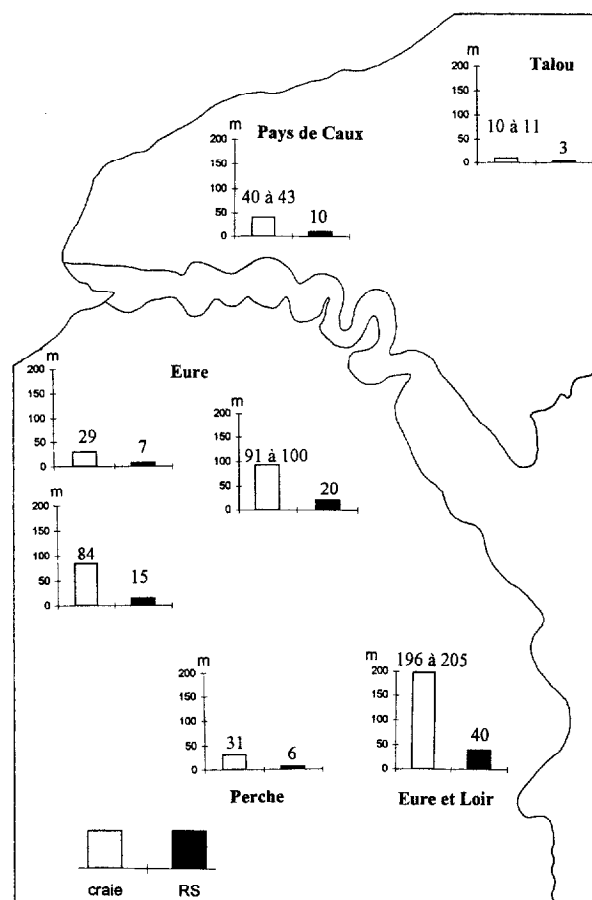 Talou
m
200
150
100
50
0
10 à 11
3
Pays de Caux
m
200
150
100
50
0
40 à 43
10
Eure
m
200
150
100
50
0
29
7
m
200
150
100
50
0
91 à 100
20
m
200
150
100
50
0
84
15
m
200
150
100
50
0
31
6
Perche
m
200
150
100
50
0
196 à 205
40
Eure et Loir
craie
RS